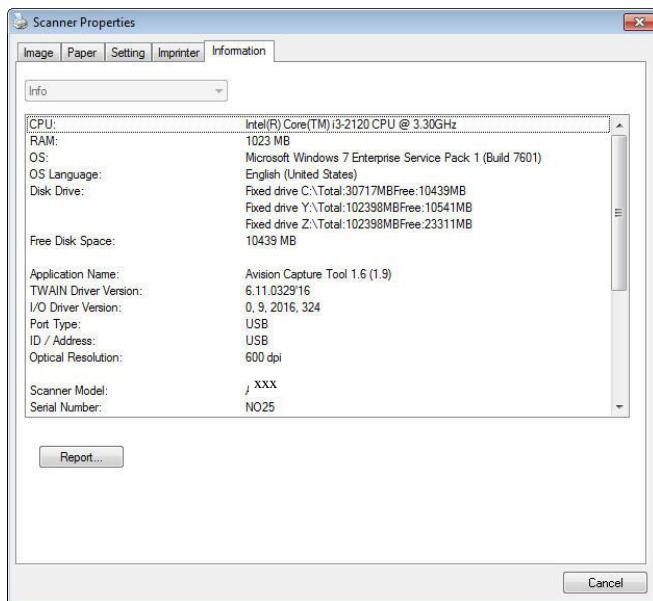 Scanner Properties
Image Paper Setting Imprinter Information
Info
CPU: Intel(R) Core(TM) i3-2120 CPU @ 3.30GHz
RAM: 1023 MB
OS: Microsoft Windows 7 Enterprise Service Pack 1 (Build 7601)
OS Language: English (United States)
Disk Drive: Fixed drive C:\Total:30717MBFree:10439MB
Fixed drive Y:\Total:102398MBFree:10541MB
Fixed drive Z:\Total:102398MBFree:23311MB
Free Disk Space: 10439 MB
Application Name: Avision Capture Tool 1.6 (1.9)
TWAIN Driver Version: 6.11.0329'16
I/O Driver Version: 0, 9, 2016, 324
Port Type: USB
ID / Address: USB
Optical Resolution: 600 dpi
Scanner Model: xxx
Serial Number: NO25
Report...
Cancel